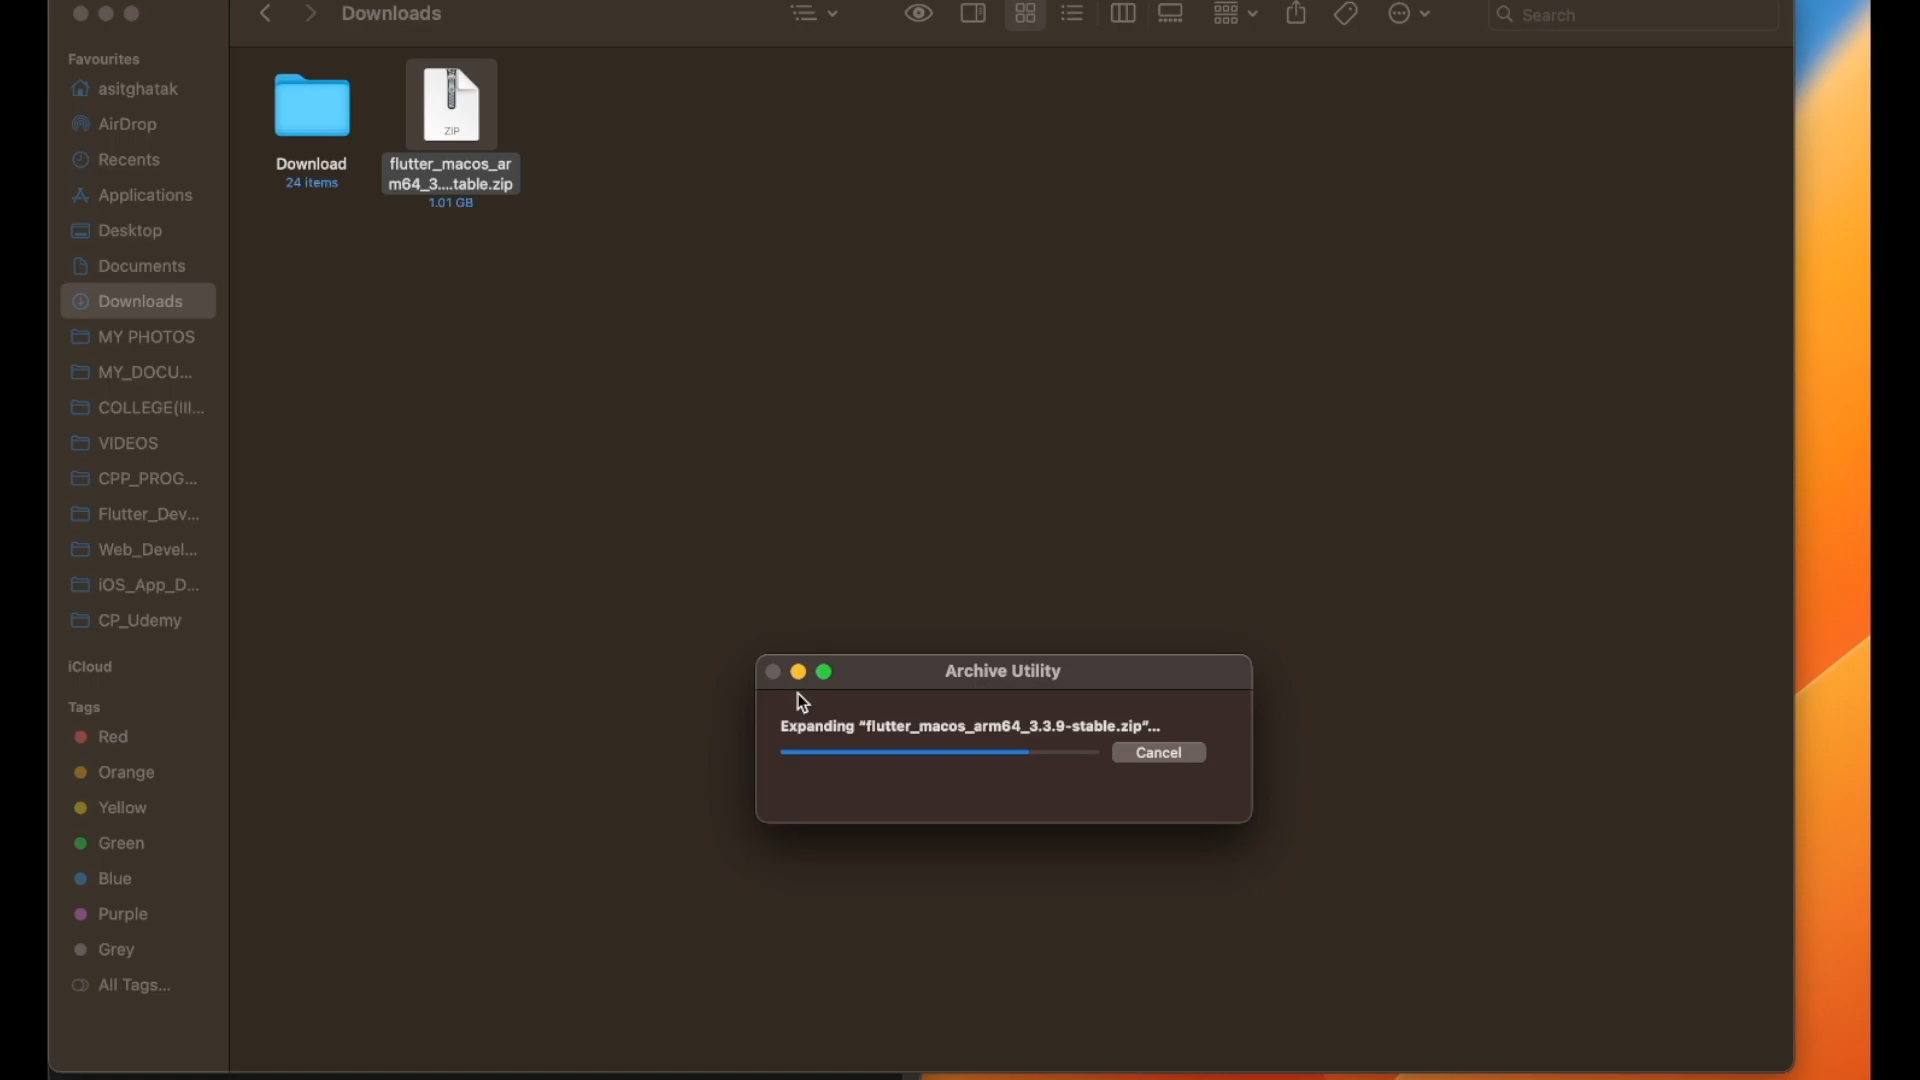 Downloads
Search
Favourites
asitghatak
AirDrop
Recents
Applications
Desktop
Documents
Downloads
MY PHOTOS
MY_DOCU...
COLLEGE(III...
VIDEOS
CPP_PROG...
Flutter_Dev...
Web_Devel...
iOS_App_D...
CP_Udemy
iCloud
Tags
Red
Orange
Yellow
Green
Blue
Purple
Grey
All Tags...
Download
24 items
ZIP
flutter_macos_ar
m64_3....table.zip
1.01 GB
Archive Utility
Expanding “flutter_macos_arm64_3.3.9-stable.zip”...
Cancel